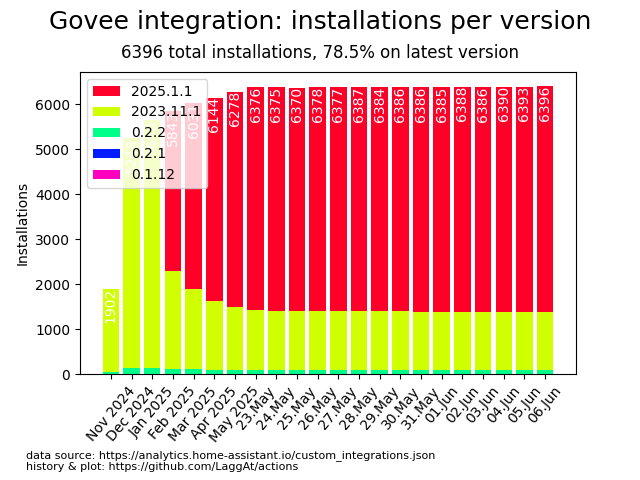 Govee integration: installations per version
6396 total installations, 78.5% on latest version
2025.1.1
2023.11.1
0.2.2
0.2.1
0.1.12
Installations
6000
5000
4000
3000
2000
1000
0
1902
6144
6278
6376
6375
6370
6378
6377
6387
6384
6386
6386
6385
6388
6386
6390
6393
6396
Nov 2024
Dec 2024
Jan 2025
Feb 2025
Mar 2025
Apr 2025
May 2025
23.May
24.May
25.May
26.May
27.May
28.May
29.May
30.May
31.May
01.Jun
02.Jun
03.Jun
04.Jun
05.Jun
06.Jun
data source: https://analytics.home-assistant.io/custom_integrations.json
history & plot: https://github.com/LaggAt/actions